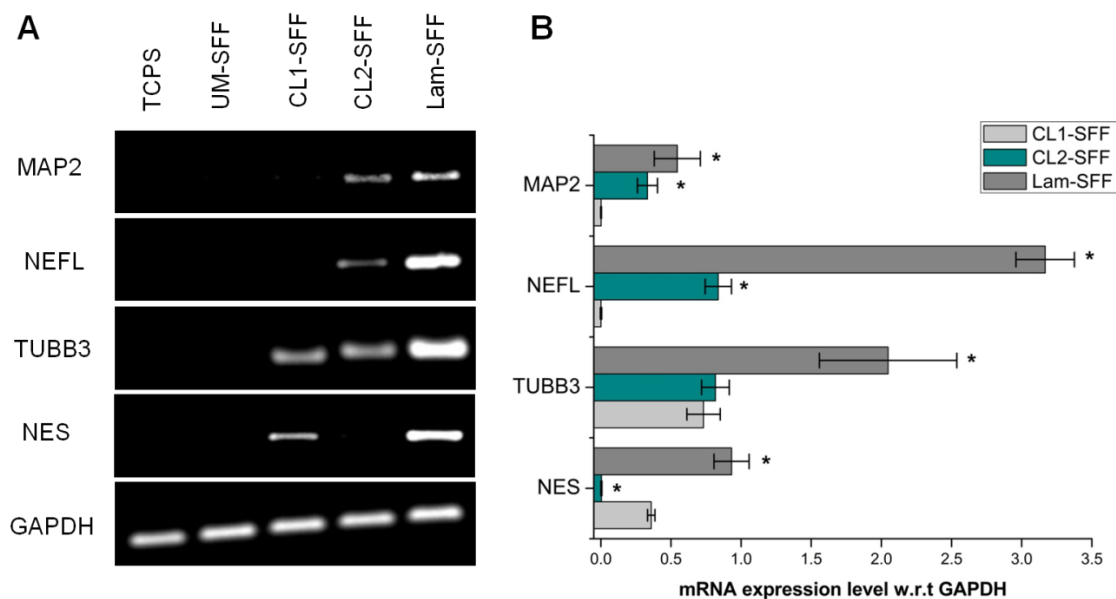 A
TCPS
UM-SFF
CL1-SFF
CL2-SFF
Lam-SFF
MAP2
NEFL
TUBB3
NES
GAPDH
B
CL1-SFF
CL2-SFF
Lam-SFF
MAP2
*
*
NEFL
*
*
TUBB3
*
NES
*
*
0.0 0.5 1.0 1.5 2.0 2.5 3.0 3.5
mRNA expression level w.r.t GAPDH